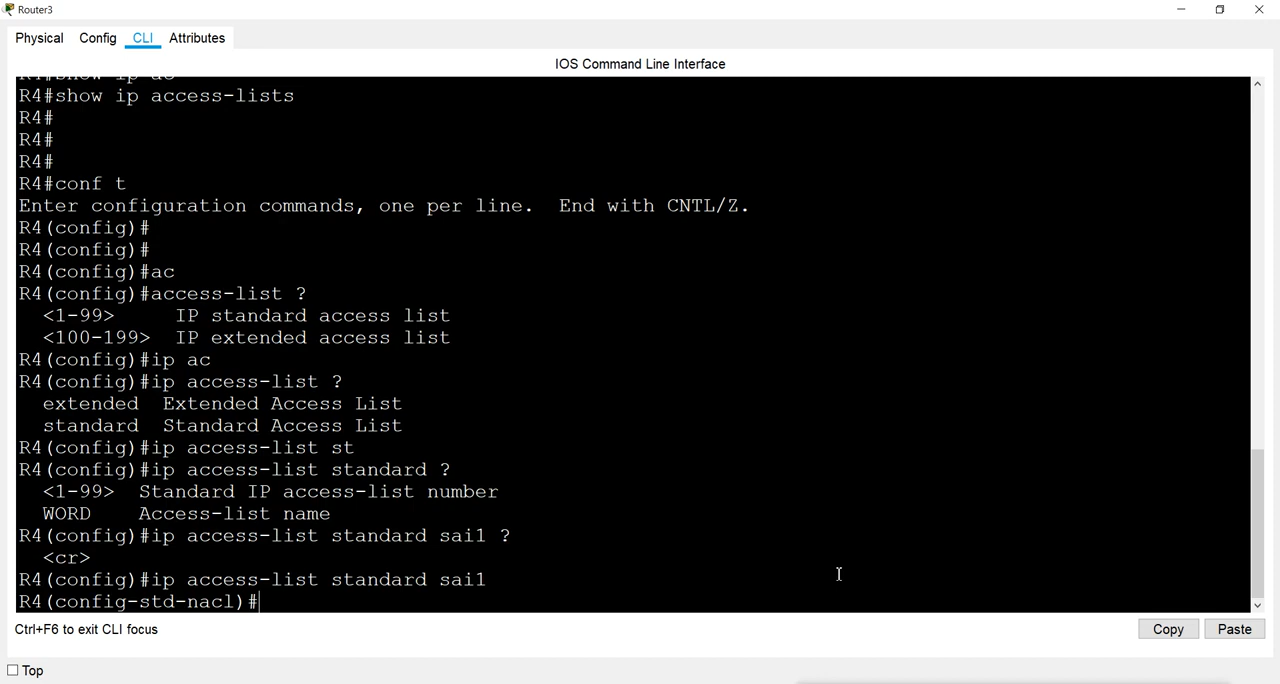 Router3
Physical Config CLI Attributes
IOS Command Line Interface
R4#show ip ac
R4#show ip access-lists
R4#
R4#
R4#
R4#conf t
Enter configuration commands, one per line.  End with CNTL/Z.
R4(config)#
R4(config)#
R4(config)#ac
R4(config)#access-list ?
  <1-99>     IP standard access list
  <100-199>  IP extended access list
R4(config)#ip ac
R4(config)#ip access-list ?
  extended  Extended Access List
  standard  Standard Access List
R4(config)#ip access-list st
R4(config)#ip access-list standard ?
  <1-99>  Standard IP access-list number
  WORD    Access-list name
R4(config)#ip access-list standard sai1 ?
  <cr>
R4(config)#ip access-list standard sai1
R4(config-std-nacl)#
Ctrl+F6 to exit CLI focus
Copy Paste
Top